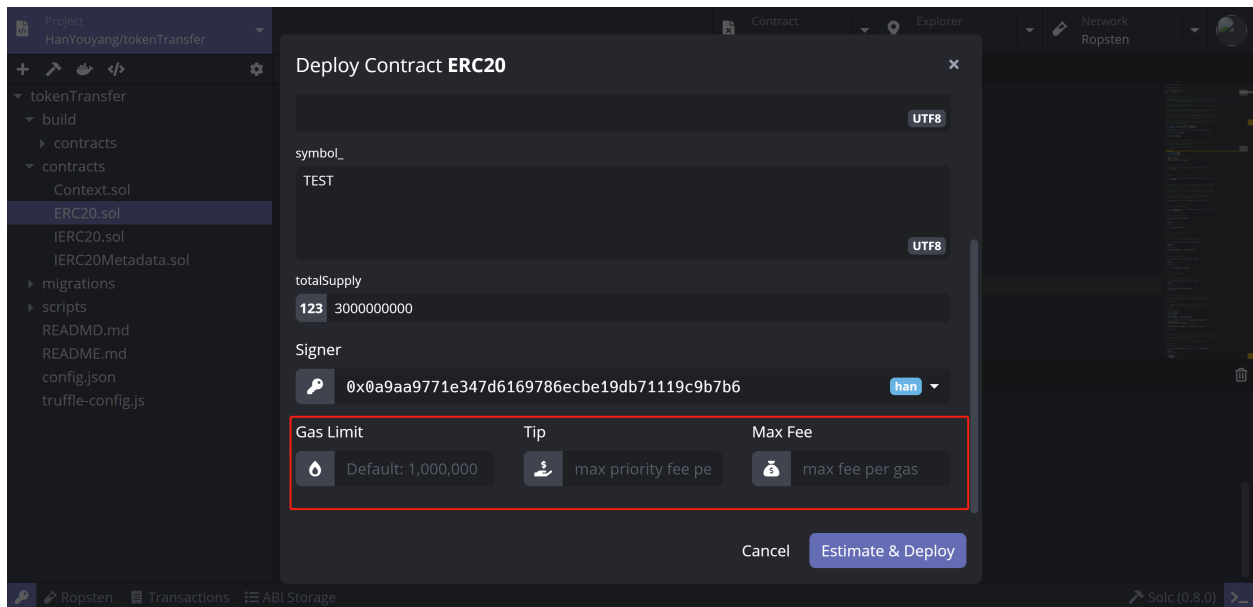 Project
HanYouyang/tokenTransfer
Contract
Explorer
Network
Ropsten
tokenTransfer
build
contracts
contracts
Context.sol
ERC20.sol
IERC20.sol
IERC20Metadata.sol
migrations
scripts
READMD.md
README.md
config.json
truffle-config.js
Deploy Contract ERC20
UTF8
symbol_
TEST
UTF8
totalSupply
123 3000000000
Signer
0x0a9aa9771e347d6169786ecbe19db71119c9b7b6 han
Gas Limit Tip Max Fee
Default: 1,000,000 max priority fee pe max fee per gas
Cancel Estimate & Deploy
Ropsten Transactions ABI Storage Solc (0.8.0)